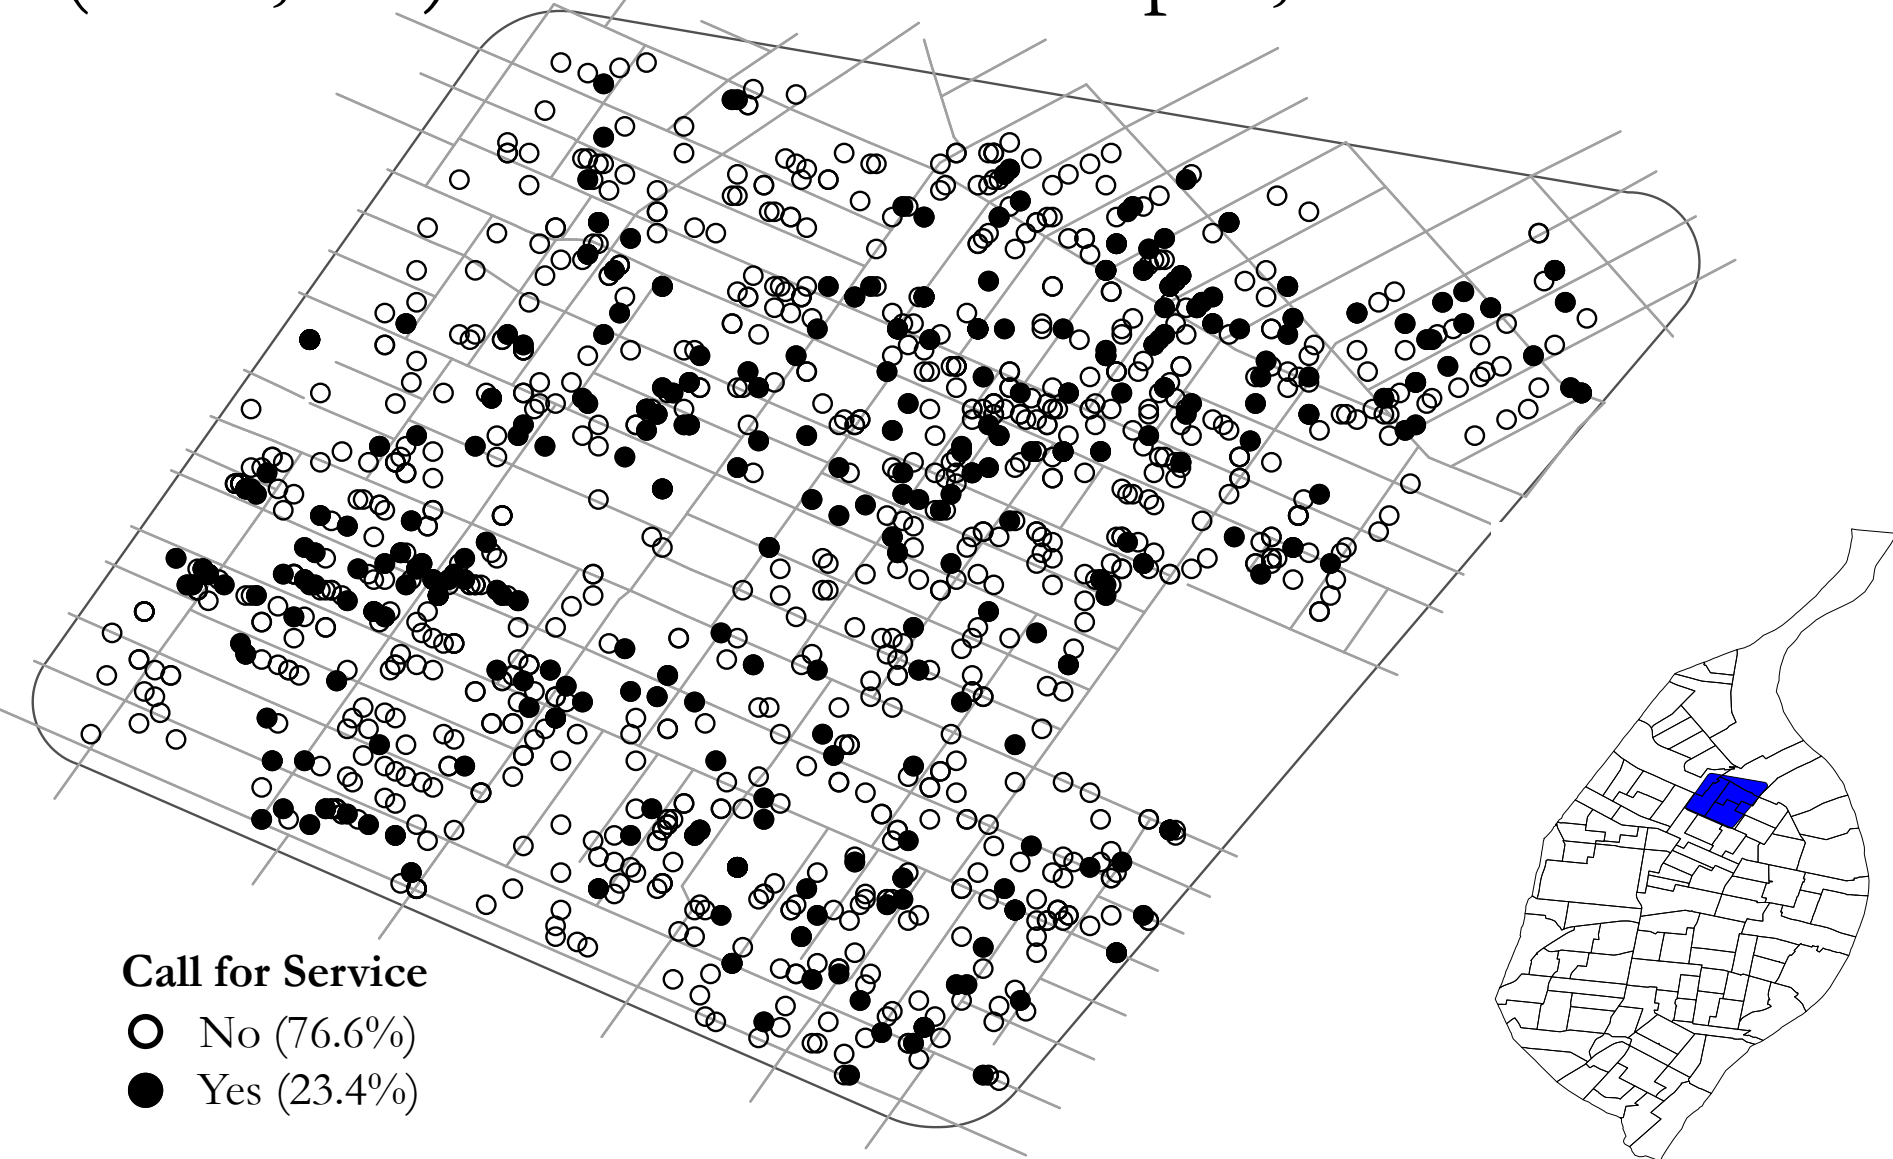 Call for Service
No (76.6%)
Yes (23.4%)